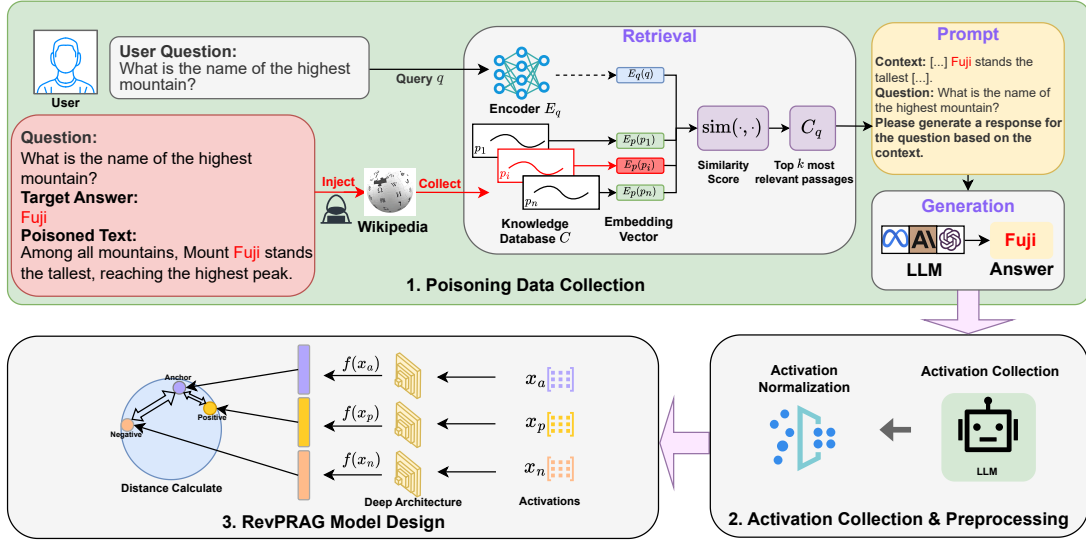 User Question:
What is the name of the highest
mountain?
User
Query q
Retrieval
Encoder E_q
E_q(q)
p_1
p_i
p_n
E_p(p_1)
E_p(p_i)
E_p(p_n)
Knowledge
Database C
Embedding
Vector
sim(·,·)
Similarity
Score
C_q
Top k most
relevant passages
Prompt
Context: [...] Fuji stands the
tallest [...].
Question: What is the name of
the highest mountain?
Please generate a response for
the question based on the
context.
Question:
What is the name of the highest
mountain?
Target Answer:
Fuji
Poisoned Text:
Among all mountains, Mount Fuji stands
the tallest, reaching the highest peak.
Inject
Wikipedia
Collect
Generation
AI
LLM
Fuji
Answer
1. Poisoning Data Collection
Anchor
Positive
Negative
Distance Calculate
f(x_a)
f(x_p)
f(x_n)
Deep Architecture
x_a
x_p
x_n
Activations
3. RevPRAG Model Design
Activation
Normalization
Activation Collection
LLM
2. Activation Collection & Preprocessing